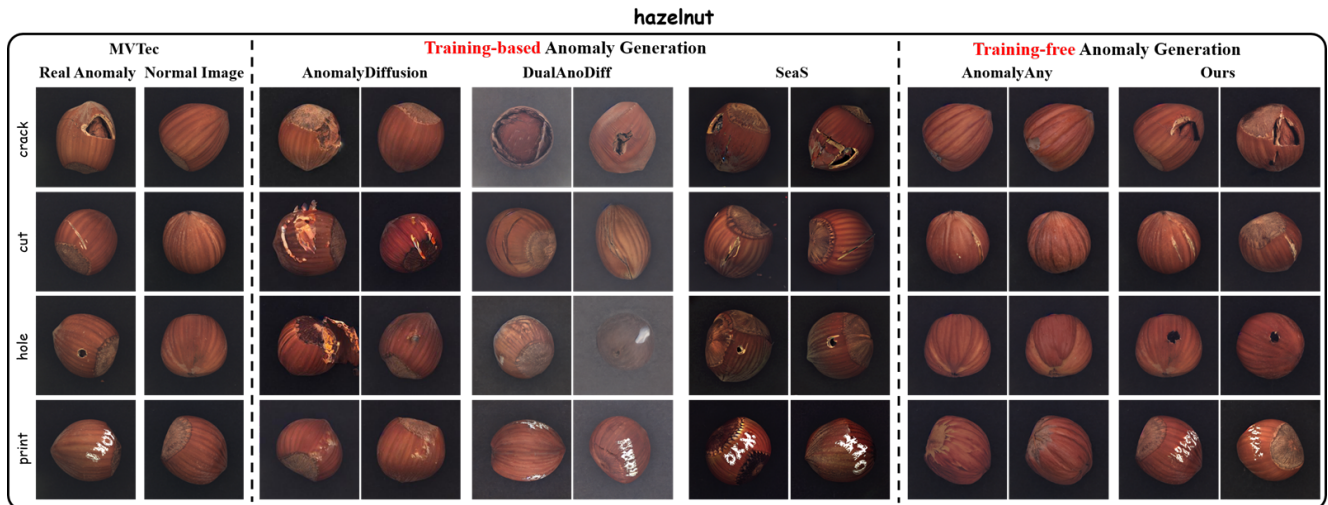 hazelnut
MVTec
Training-based Anomaly Generation
Training-free Anomaly Generation
Real Anomaly
Normal Image
AnomalyDiffusion
DualAnoDiff
SeaS
AnomalyAny
Ours
crack
cut
hole
print